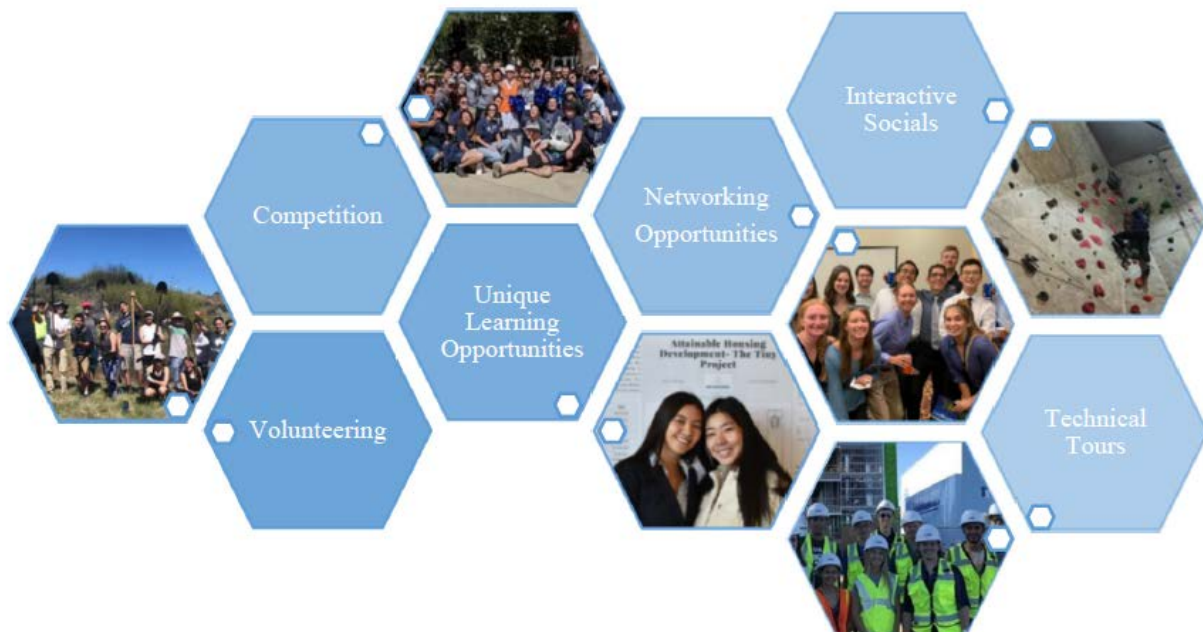 Interactive
Socials
Competition
Networking
Opportunities
Unique
Learning
Opportunities
Attainable Housing
Development- The Tiny
Project
Volunteering
Technical
Tours